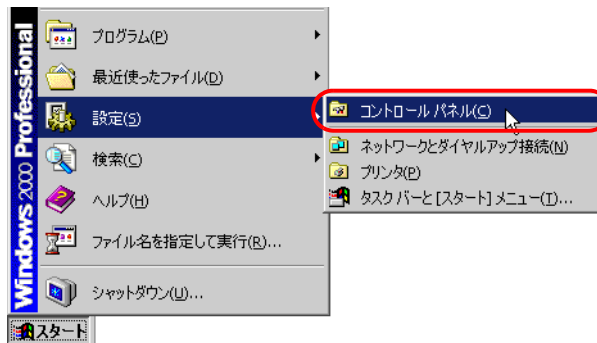 Windows 2000 Professional
プログラム(P)
最近使ったファイル(D)
設定(S)
検索(C)
ヘルプ(H)
ファイル名を指定して実行(R)...
シャットダウン(U)...
スタート
コントロール パネル(C)
ネットワークとダイヤルアップ接続(N)
プリンタ(P)
タスク バーと [スタート] メニュー(T)...